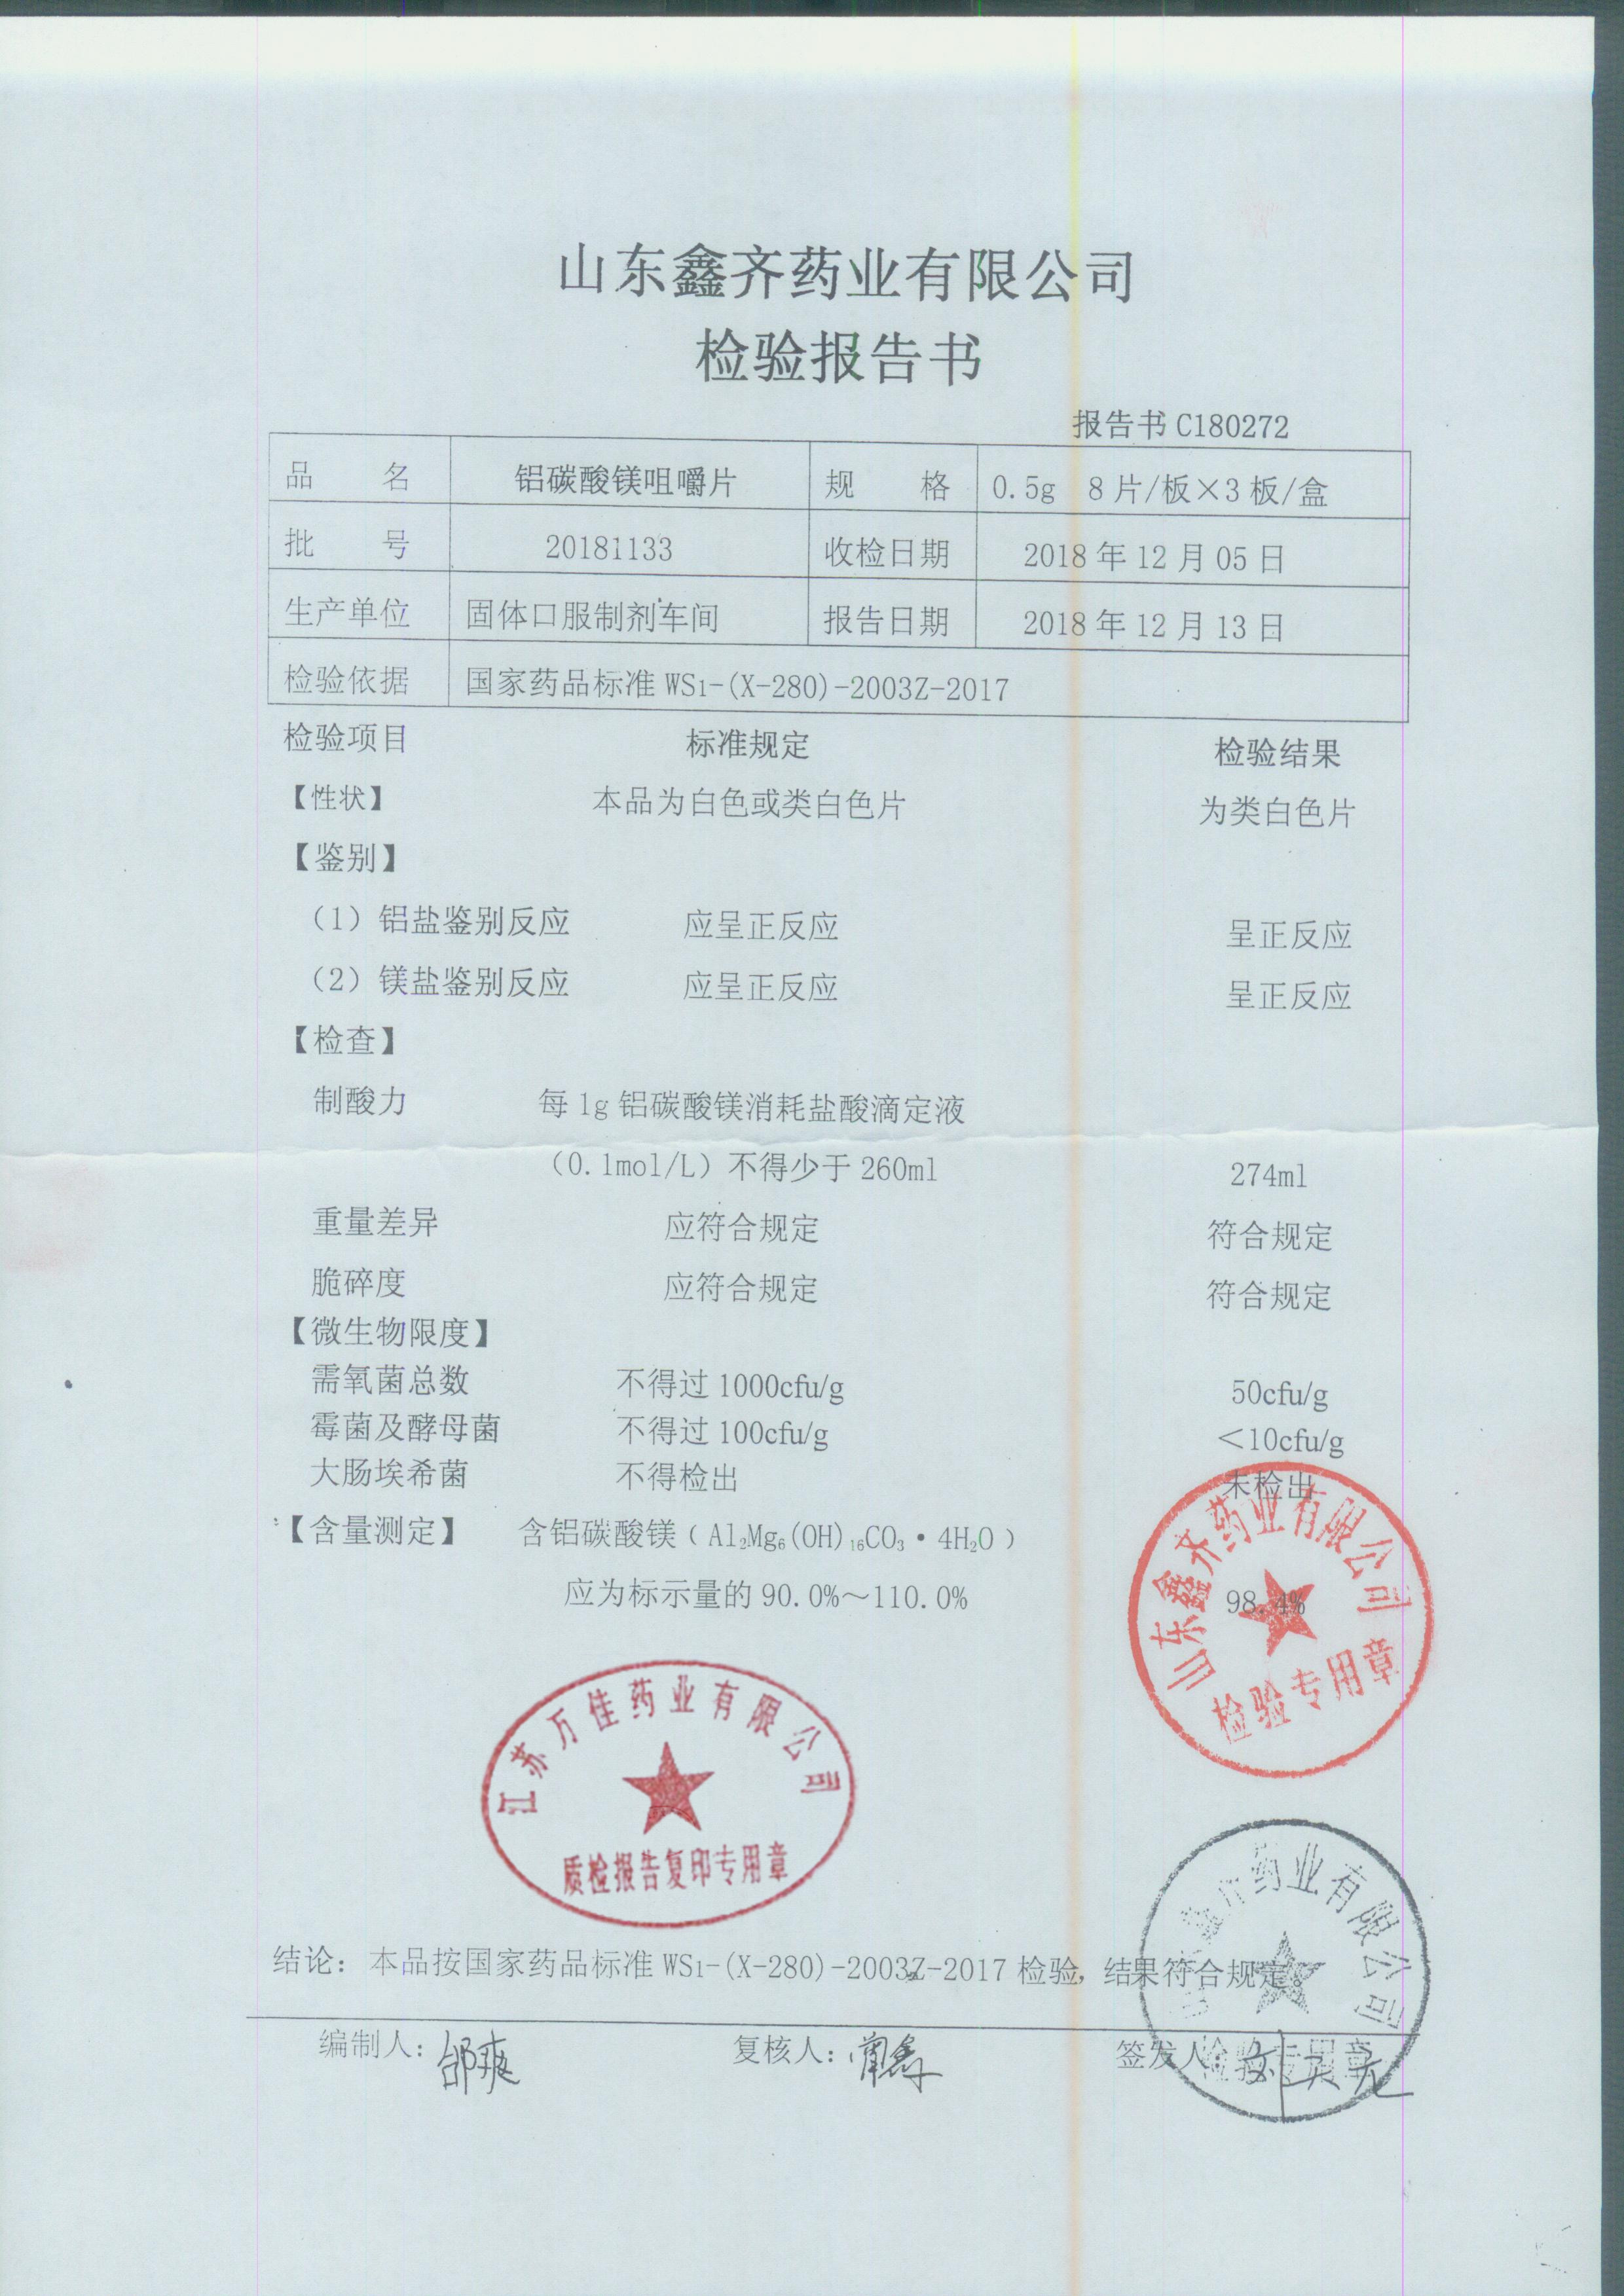 山东鑫齐药业有限公司
检验报告书
报告书 C180272
品 名 铝碳酸镁咀嚼片 规 格 0.5g 8片/板×3板/盒
批 号 20181133 收检日期 2018年12月05日
生产单位 固体口服制剂车间 报告日期 2018年12月13日
检验依据 国家药品标准 WS1-(X-280)-2003Z-2017
检验项目 标准规定 检验结果
【性状】 本品为白色或类白色片 为类白色片
【鉴别】
(1)铝盐鉴别反应 应呈正反应 呈正反应
(2)镁盐鉴别反应 应呈正反应 呈正反应
【检查】
制酸力 每1g铝碳酸镁消耗盐酸滴定液
(0.1mol/L)不得少于260ml 274ml
重量差异 应符合规定 符合规定
脆碎度 应符合规定 符合规定
【微生物限度】
需氧菌总数 不得过1000cfu/g 50cfu/g
霉菌及酵母菌 不得过100cfu/g <10cfu/g
大肠埃希菌 不得检出 未检出
【含量测定】 含铝碳酸镁(Al₂Mg₆(OH)₁₆CO₃•4H₂O)
应为标示量的90.0%～110.0% 98.4%
山东鑫齐药业有限公司
检验专用章
江苏万佳药业有限公司
质检报告复印专用章
药业有限公司
检验专用章
结论：本品按国家药品标准 WS1-(X-280)-2003Z-2017检验，结果符合规定。
编制人： 复核人： 签发人：